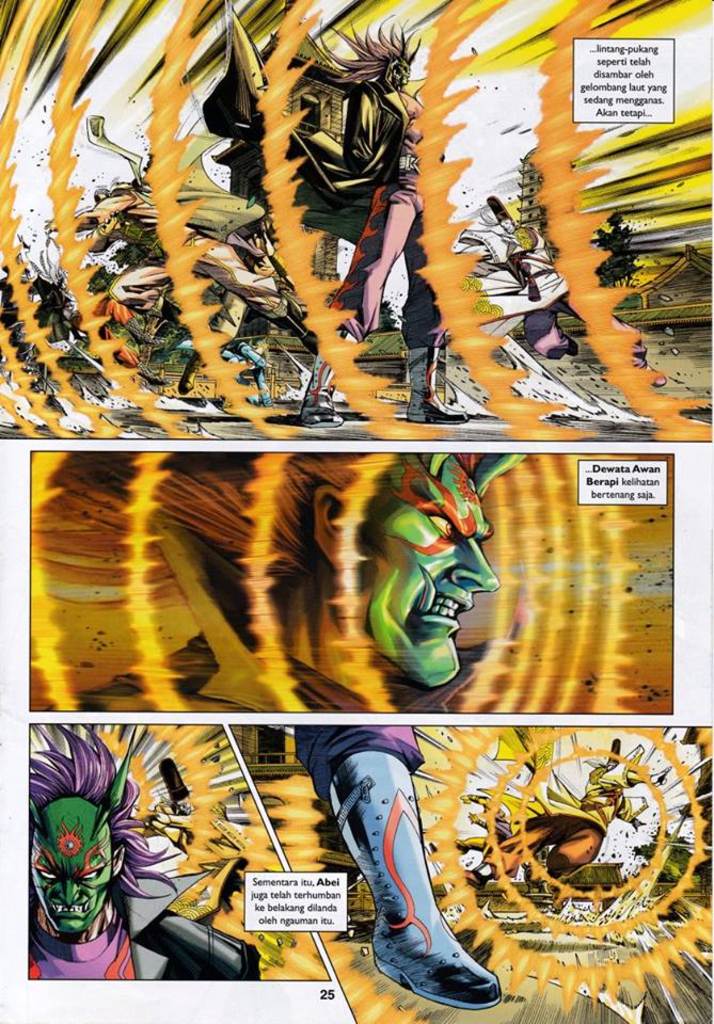 ...lintang-pukang
seperti telah
disambar oleh
gelombang laut yang
sedang mengganas.
Akan tetapi...
...Dewata Awan
Berapi kelihatan
bertenang saja.
Sementara itu, Abei
juga telah terhumban
ke belakang dilanda
oleh ngauman itu.
25